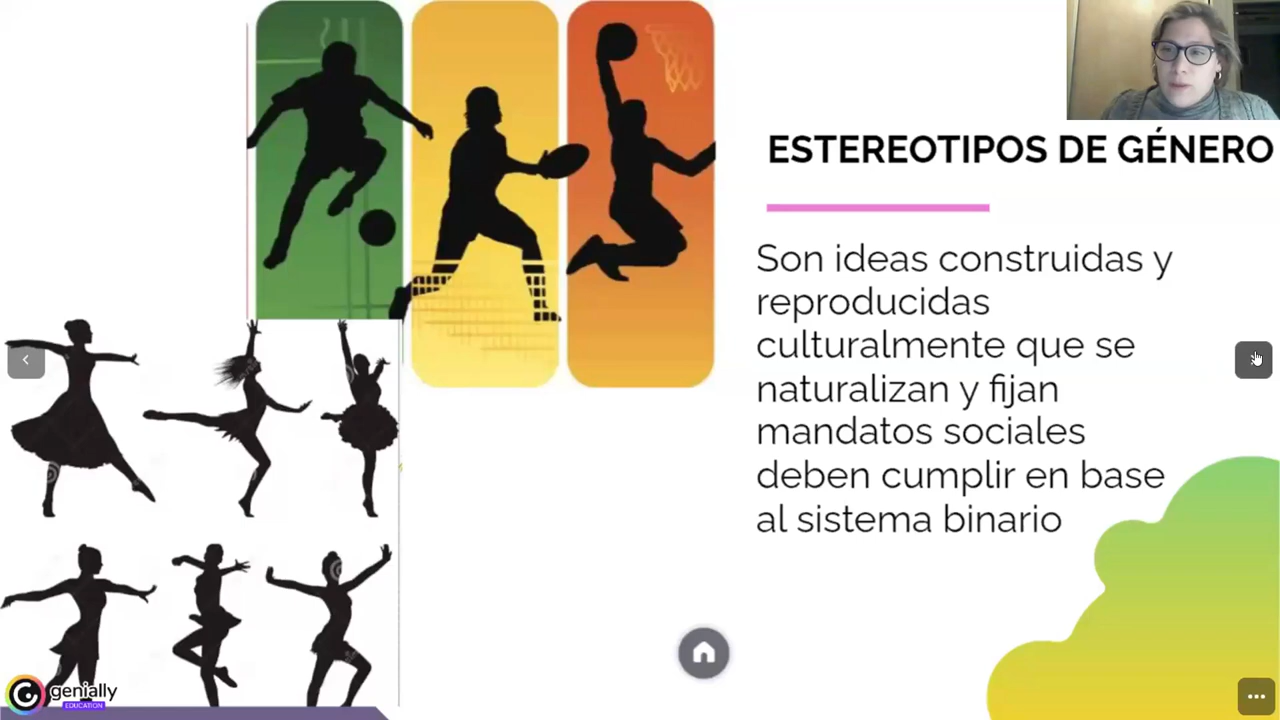 ESTEREOTIPOS DE GÉNERO
Son ideas construidas y
reproducidas
culturalmente que se
naturalizan y fijan
mandatos sociales
deben cumplir en base
al sistema binario
genially
EDUCATION